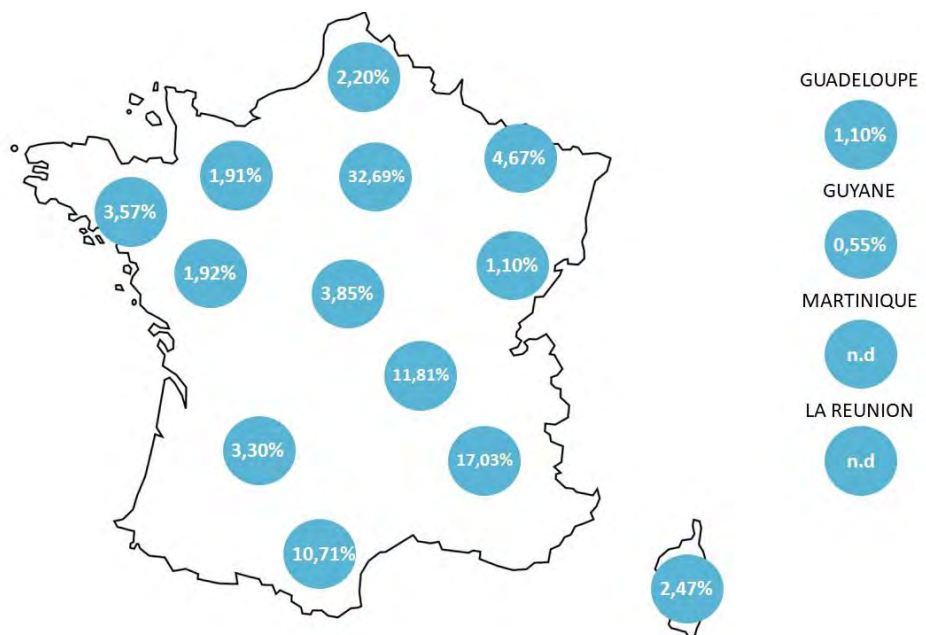 2,20%
4,67%
1,91%
32,69%
3,57%
1,92%
3,85%
1,10%
11,81%
3,30%
17,03%
10,71%
2,47%
GUADELOUPE
1,10%
GUYANE
0,55%
MARTINIQUE
n.d
LA REUNION
n.d